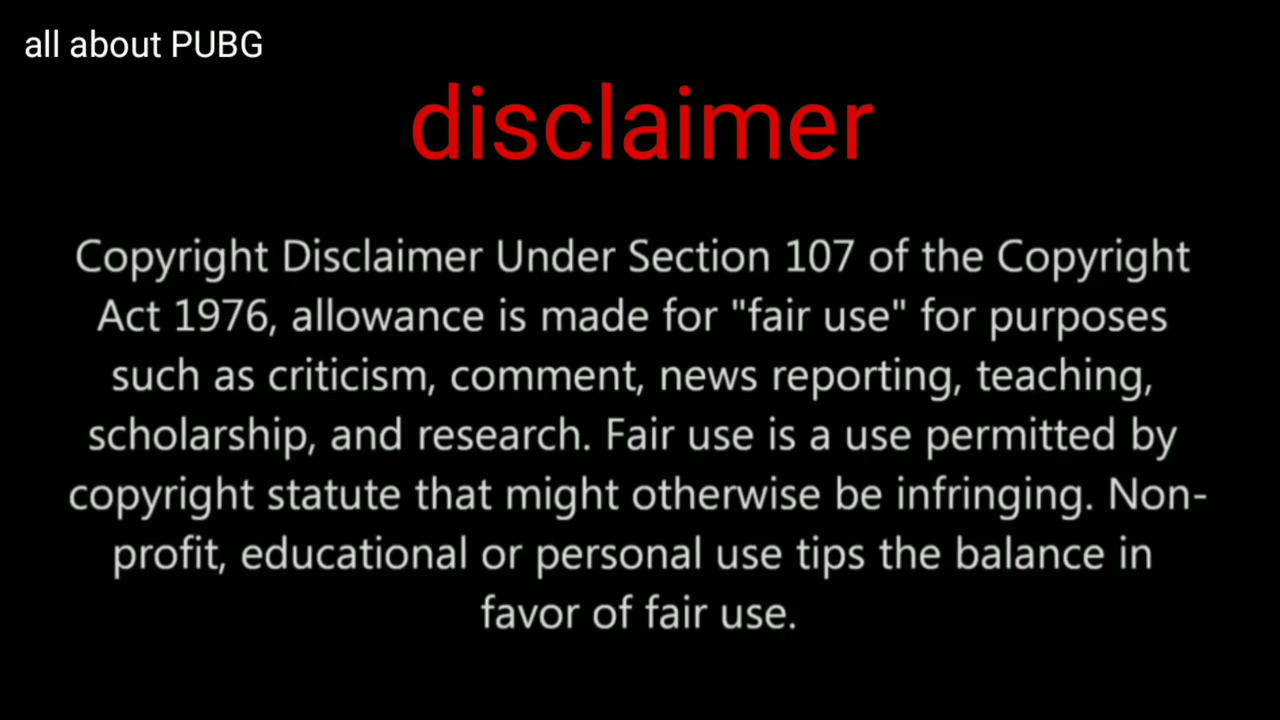 all about PUBG
disclaimer
Copyright Disclaimer Under Section 107 of the Copyright
Act 1976, allowance is made for "fair use" for purposes
such as criticism, comment, news reporting, teaching,
scholarship, and research. Fair use is a use permitted by
copyright statute that might otherwise be infringing. Non-
profit, educational or personal use tips the balance in
favor of fair use.